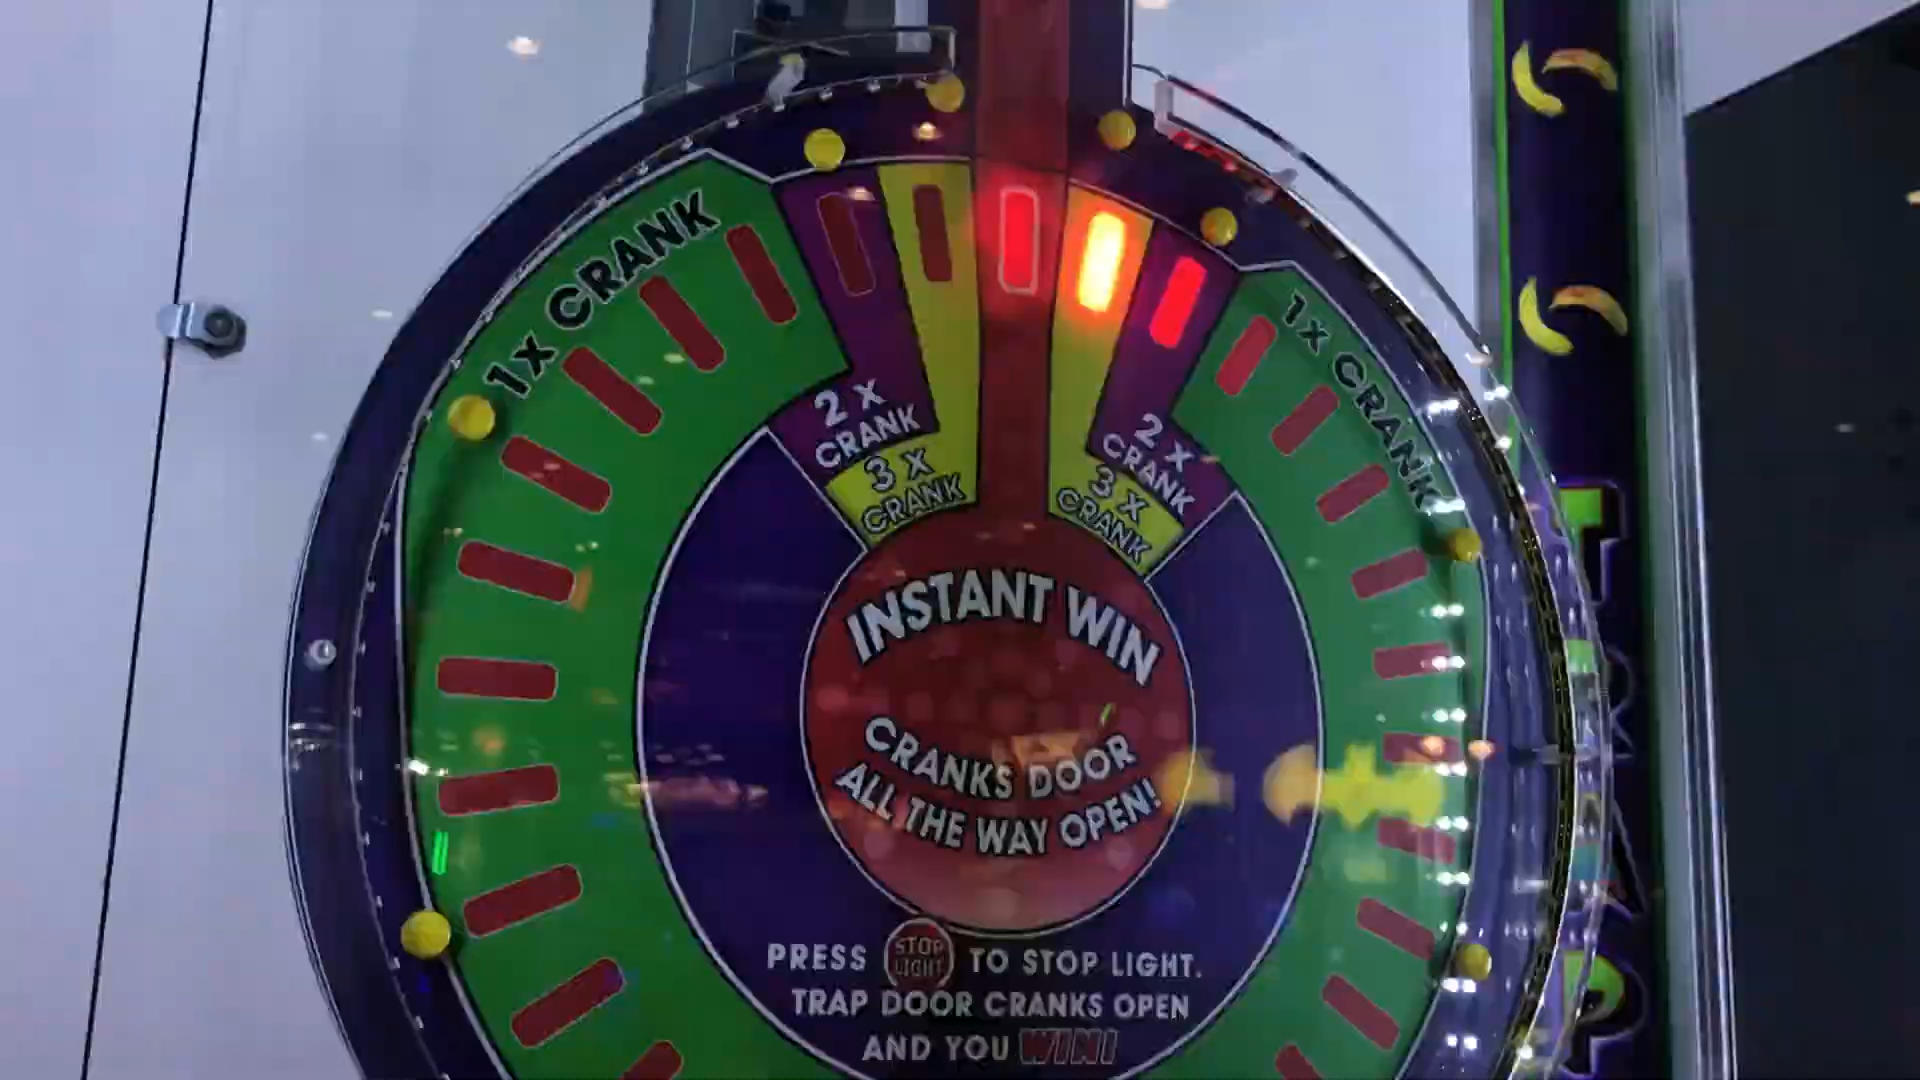 1X CRANK
2 X
CRANK
3 X
CRANK
1X CRANK
2 X
CRANK
3 X
CRANK
INSTANT WIN
CRANKS DOOR
ALL THE WAY OPEN!
PRESS STOP LIGHT TO STOP LIGHT.
TRAP DOOR CRANKS OPEN
AND YOU WIN!
TRAP